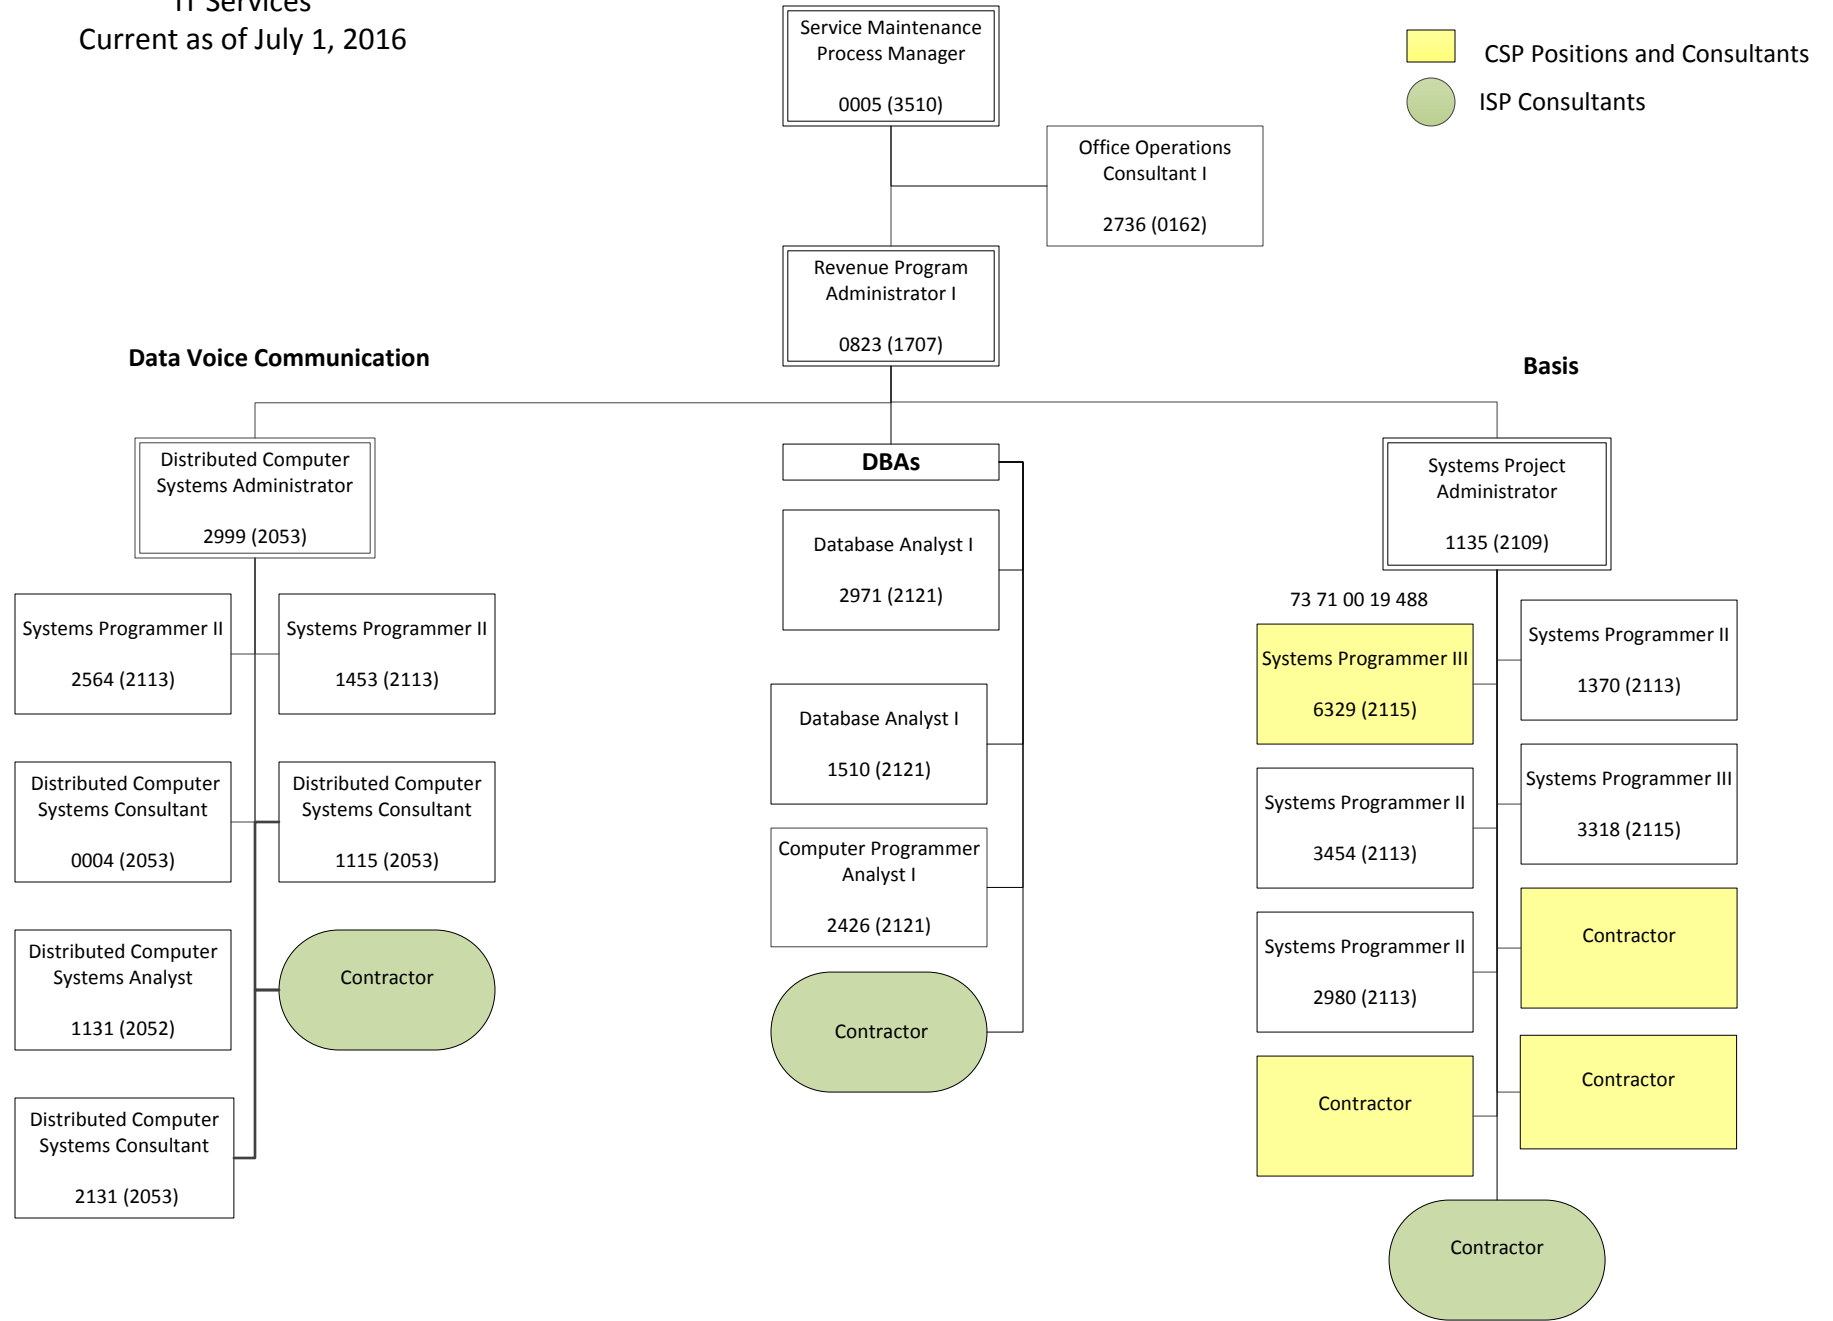 IT Services
Current as of July 1, 2016
Service Maintenance
Process Manager
0005 (3510)
CSP Positions and Consultants
ISP Consultants
Office Operations
Consultant I
2736 (0162)
Revenue Program
Administrator I
0823 (1707)
Data Voice Communication
Distributed Computer
Systems Administrator
2999 (2053)
Systems Programmer II
2564 (2113)
Systems Programmer II
1453 (2113)
Distributed Computer
Systems Consultant
0004 (2053)
Distributed Computer
Systems Consultant
1115 (2053)
Distributed Computer
Systems Analyst
1131 (2052)
Contractor
Distributed Computer
Systems Consultant
2131 (2053)
DBAs
Database Analyst I
2971 (2121)
Database Analyst I
1510 (2121)
Computer Programmer
Analyst I
2426 (2121)
Contractor
Basis
Systems Project
Administrator
1135 (2109)
73 71 00 19 488
Systems Programmer III
6329 (2115)
Systems Programmer II
1370 (2113)
Systems Programmer II
3454 (2113)
Systems Programmer III
3318 (2115)
Systems Programmer II
2980 (2113)
Contractor
Contractor
Contractor
Contractor